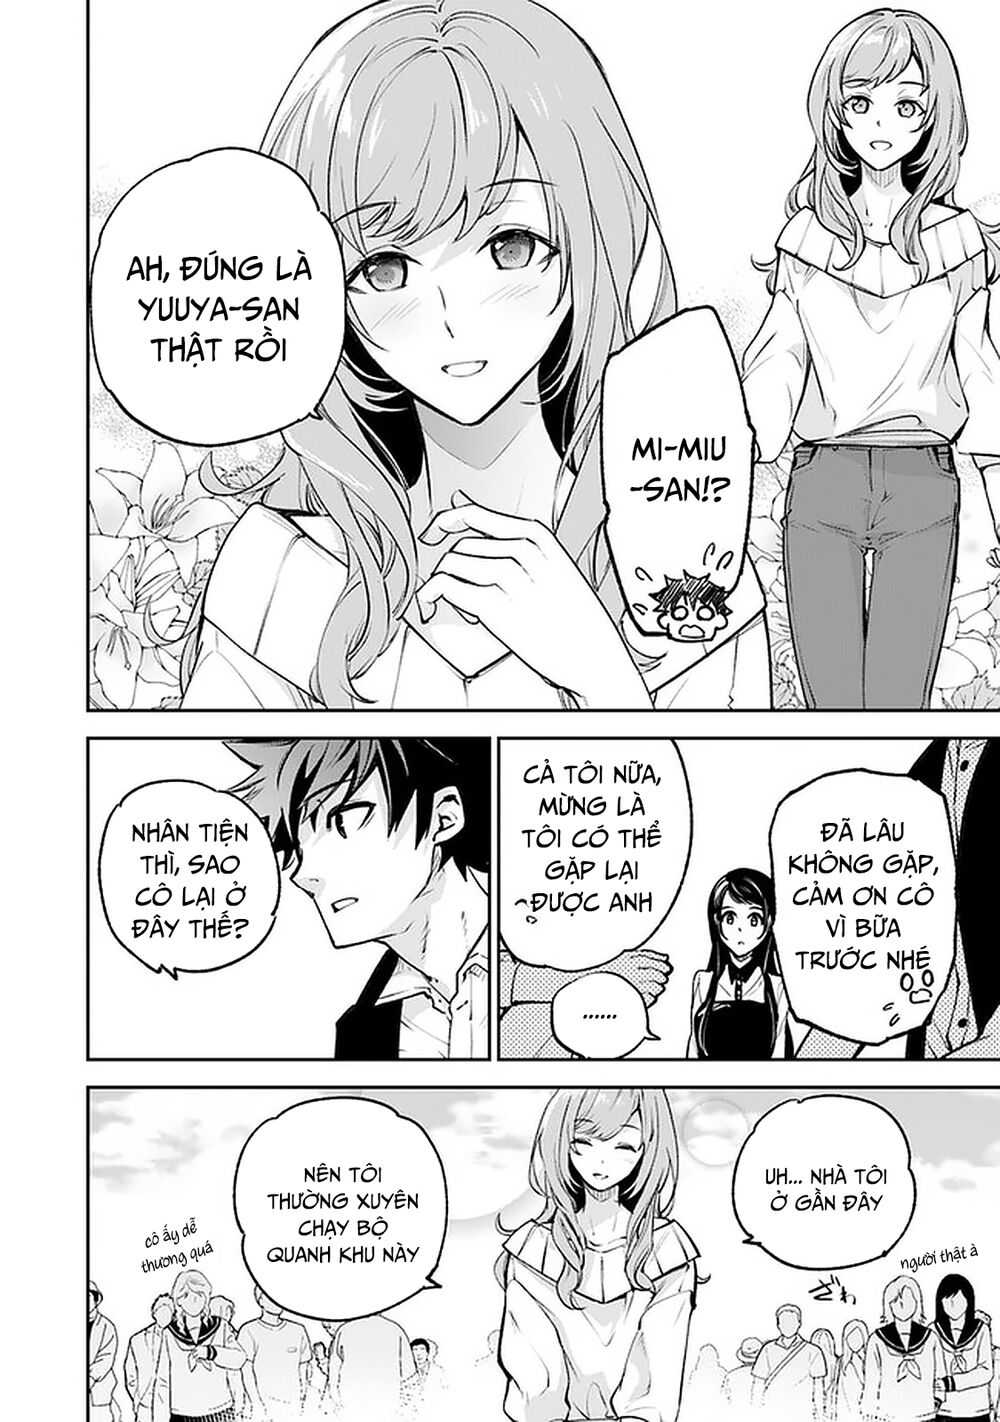 AH, ĐÚNG LÀ
YUUYA-SAN
THẬT RỒI
MI-MIU
-SAN!?
ĐÃ LÂU
KHÔNG GẶP,
CẢM ƠN CÔ
VÌ BỮA
TRƯỚC NHÉ
CẢ TÔI NỮA,
MỪNG LÀ
TÔI CÓ THỂ
GẶP LẠI
ĐƯỢC ANH
......
NHÂN TIỆN
THÌ, SAO
CÔ LẠI Ở
ĐÂY THẾ?
UH... NHÀ TÔI
Ở GẦN ĐÂY
người thật à
ざわ
NÊN TÔI
THƯỜNG XUYÊN
CHẠY BỘ
QUANH KHU NÀY
cô ấy dễ
thương quá